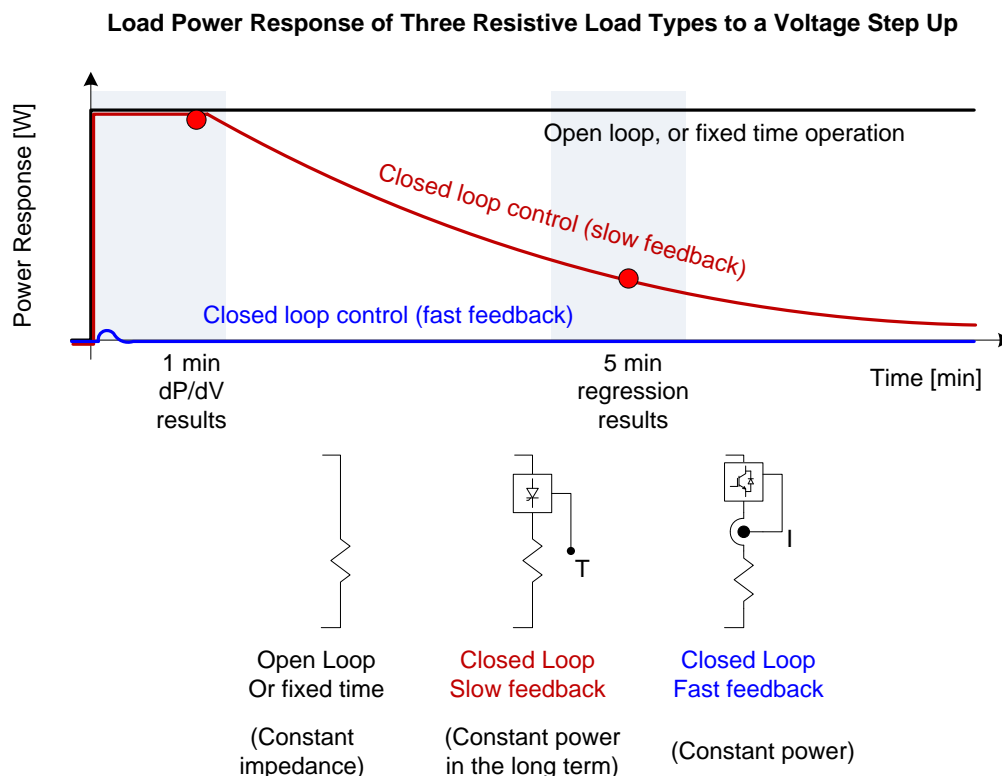 Load Power Response of Three Resistive Load Types to a Voltage Step Up
Power Response [W]
Open loop, or fixed time operation
Closed loop control (slow feedback)
Closed loop control (fast feedback)
1 min
dP/dV
results
5 min
regression
results
Time [min]
T
I
Open Loop
Or fixed time
(Constant
impedance)
Closed Loop
Slow feedback
(Constant power
in the long term)
Closed Loop
Fast feedback
(Constant power)